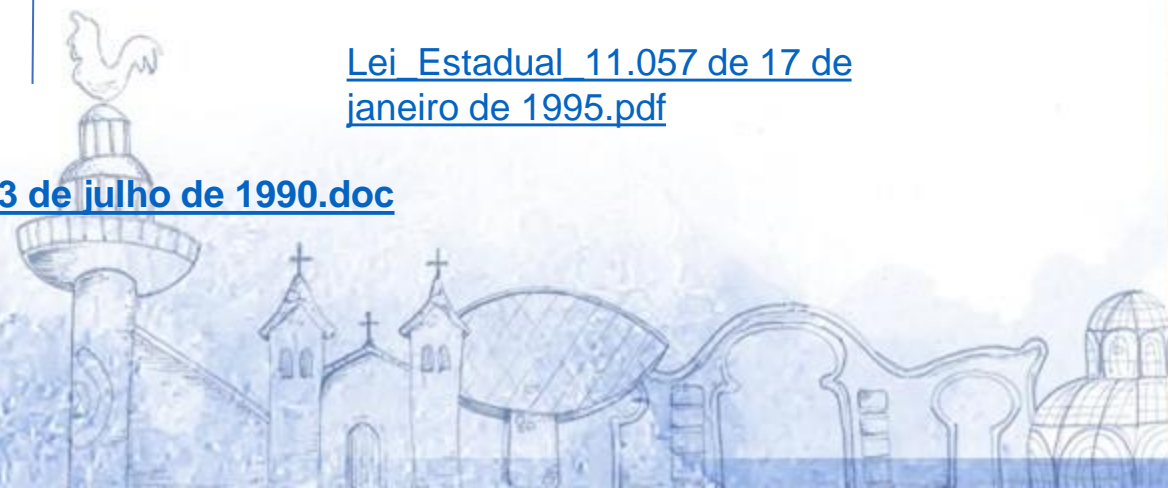 Lei_Estadual_11.057 de 17 de
janeiro de 1995.pdf
3 de julho de 1990.doc